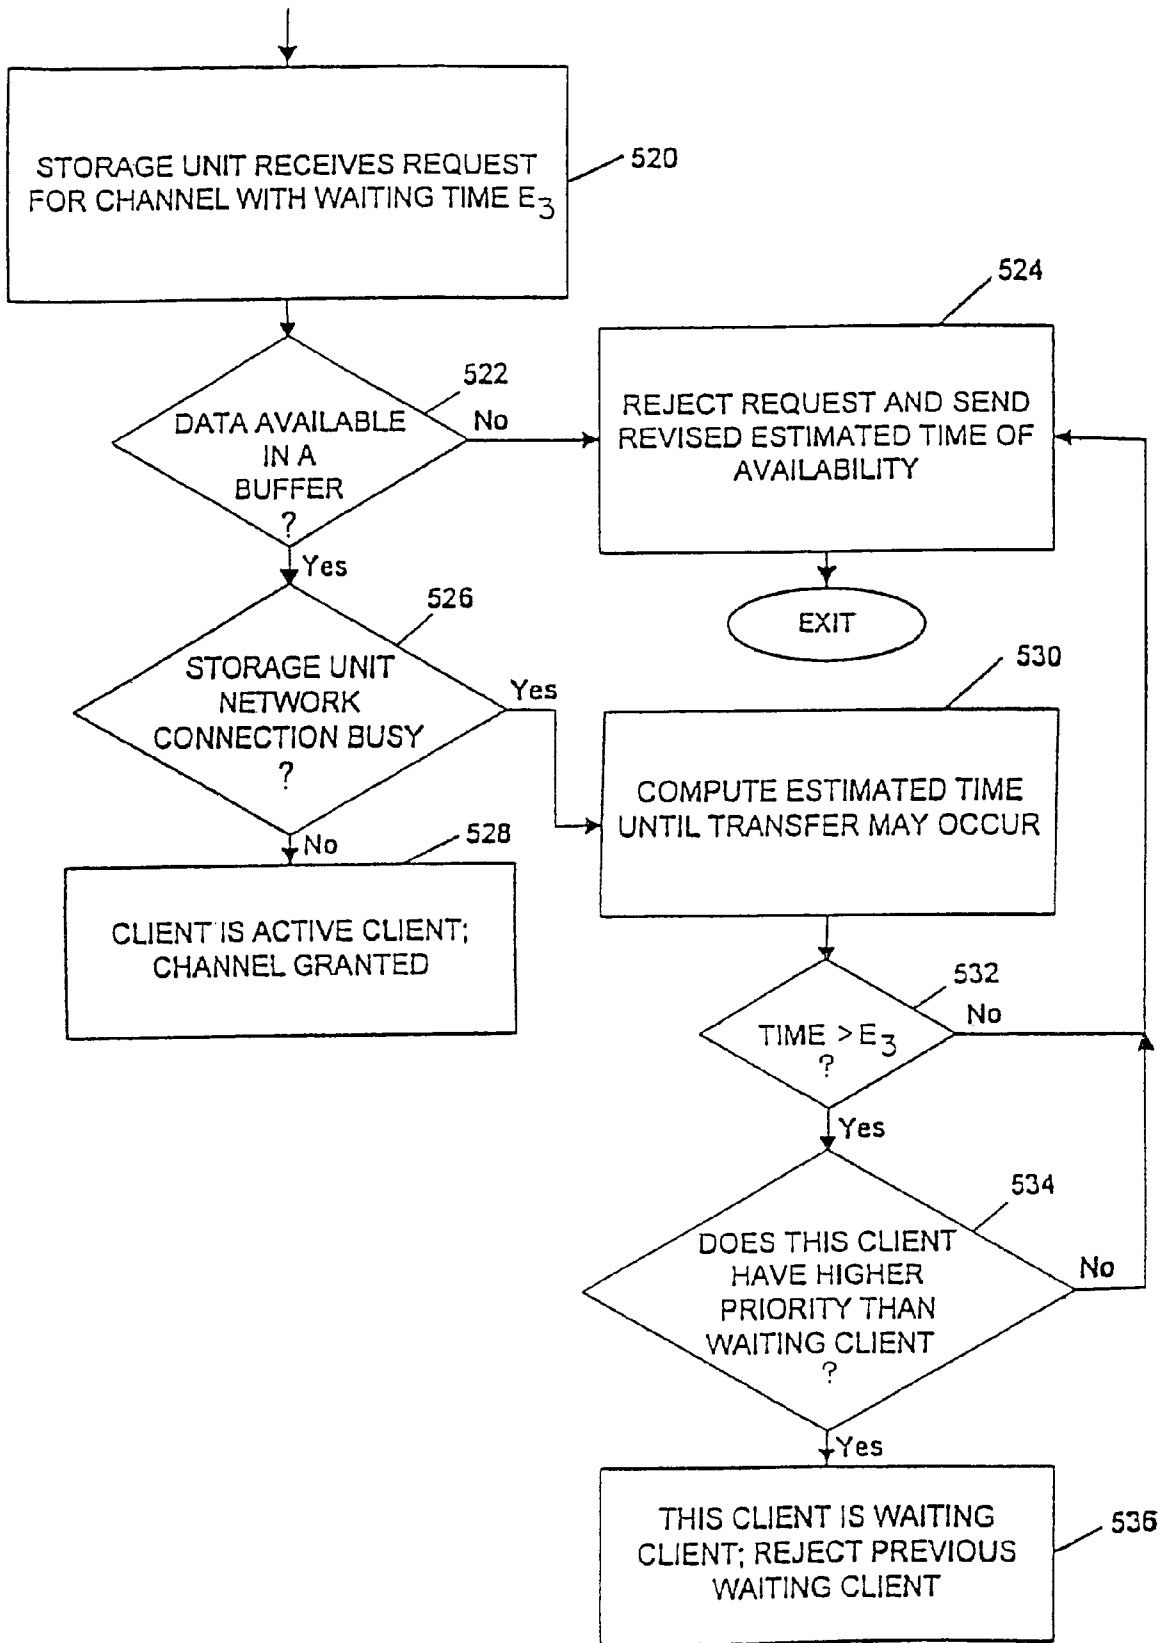 STORAGE UNIT RECEIVES REQUEST
FOR CHANNEL WITH WAITING TIME E3
520
522
DATA AVAILABLE
IN A
BUFFER
?
No
Yes
524
REJECT REQUEST AND SEND
REVISED ESTIMATED TIME OF
AVAILABILITY
EXIT
526
STORAGE UNIT
NETWORK
CONNECTION BUSY
?
Yes
No
528
CLIENT IS ACTIVE CLIENT;
CHANNEL GRANTED
530
COMPUTE ESTIMATED TIME
UNTIL TRANSFER MAY OCCUR
532
TIME > E3
?
No
Yes
534
DOES THIS CLIENT
HAVE HIGHER
PRIORITY THAN
WAITING CLIENT
?
No
Yes
THIS CLIENT IS WAITING
CLIENT; REJECT PREVIOUS
WAITING CLIENT
536